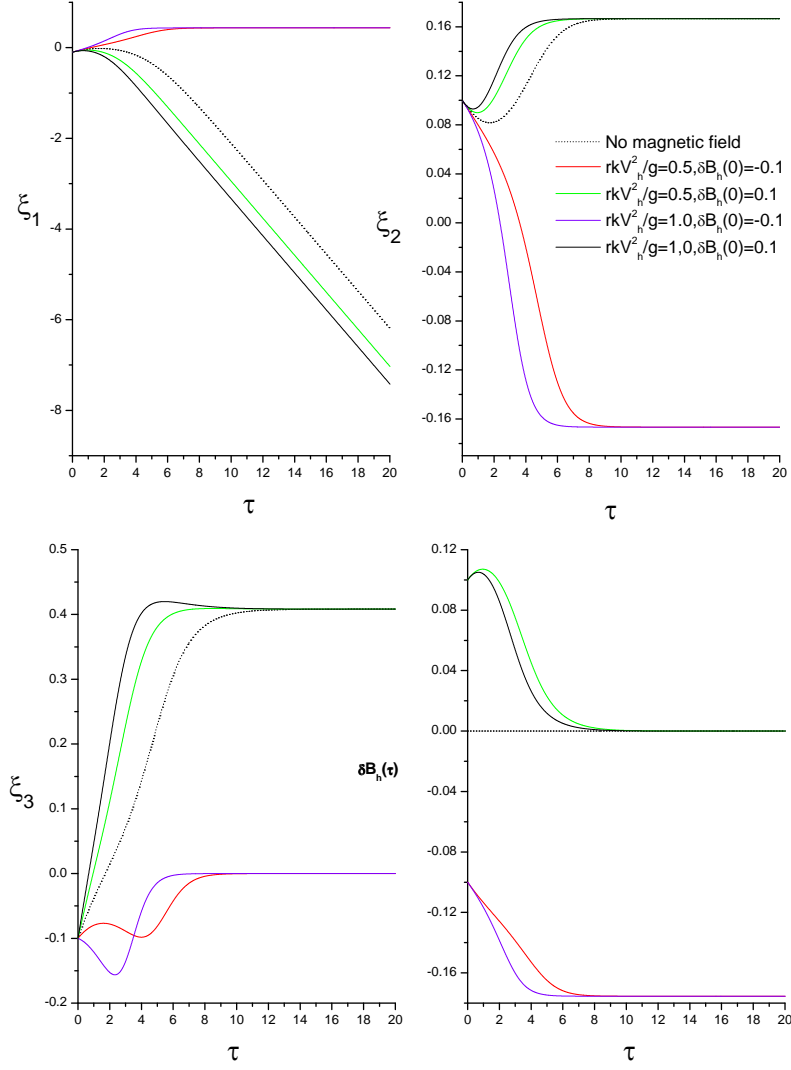 0
-2
-4
-6
-8
0 2 4 6 8 10 12 14 16 18 20
ξ1
τ
0.16
0.12
0.08
0.04
0.00
-0.04
-0.08
-0.12
-0.16
0 2 4 6 8 10 12 14 16 18 20
ξ2
τ
No magnetic field
rkV²h/g=0.5,δBh(0)=-0.1
rkV²h/g=0.5,δBh(0)=0.1
rkV²h/g=1.0,δBh(0)=-0.1
rkV²h/g=1,0,δBh(0)=0.1
0.5
0.4
0.3
0.2
0.1
0.0
-0.1
-0.2
0 2 4 6 8 10 12 14 16 18 20
ξ3
τ
0.12
0.08
0.04
0.00
-0.04
-0.08
-0.12
-0.16
0 2 4 6 8 10 12 14 16 18 20
δBh(τ)
τ